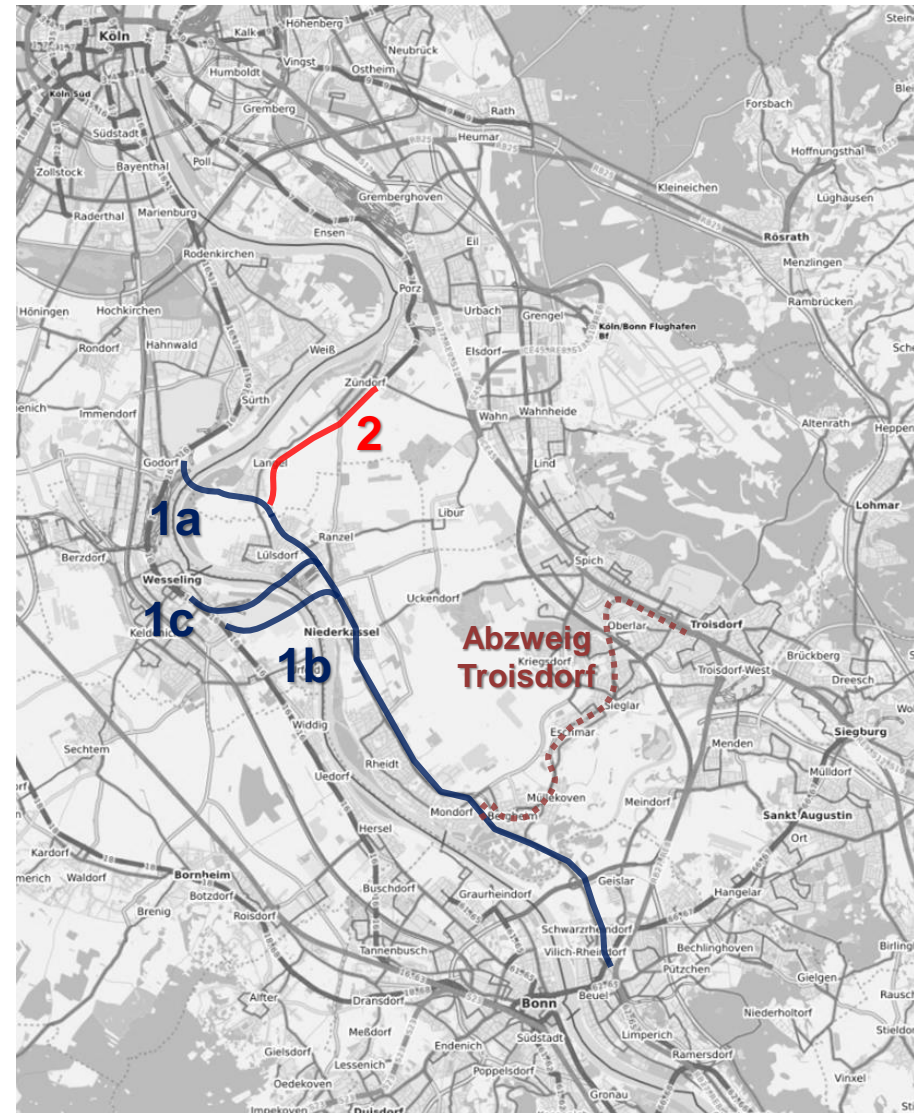 Höhenberg
Köln
Kalk
Neubrück
Vingst
Ostheim
Humboldt
Köln Süd
Gremberg
Forsbach
Rath
Südstadt
Heumar
RB25
Hoffnungsthal
Bayenthal
Poll
Zollstock
Gremberghoven
Kleineichen
Lüghausen
Raderthal
Marienburg
Ensen
Rösrath
Eil
Rodenkirchen
Menzlingen
Porz
Rambrücken
Höningen
Hochkirchen
Urbach
Grengel
Köln/Bonn Flughafen
Bf
Hahnwald
Rondorf
Weiß
Elsdorf
Zündorf
Sürth
Immendorf
Wahn
Wahnheide
Altenrath
2
Godorf
Lind
Lohmar
1a
Libur
Ranzel
Berzdorf
Lülsdorf
Spich
Wesseling
Uckendorf
1c
Oberlar
Troisdorf
Niederkassel
Abzweig
Troisdorf
Kriegsdorf
Brückberg
1b
Troisdorf-West
Dreesch
Sieglar
Widdig
Eschmar
Siegburg
Sechtem
Menden
Rheidt
Mülldorf
Uedorf
Müllekoven
Meindorf
Mondorf
Bergheim
Sankt Augustin
Hersel
Ort
Kardorf
Waldorf
Bornheim
Geislar
Botzdorf
Buschdorf
Graurheindorf
Hangelar
Brenig
Roisdorf
Schwarzrheindorf
Tannenbusch
Vilich-Rheindorf
Bechlinghoven
Pützchen
Gielgen
Alfter
Dransdorf
Bonn
Beuel
Niederholtorf
Meßdorf
Südstadt
Limperich
Endenich
Gielsdorf
Lessenich
Poppelsdorf
Ramersdorf
Oedekoven
Vinxel
Gronau
Impekoven
Duisdorf